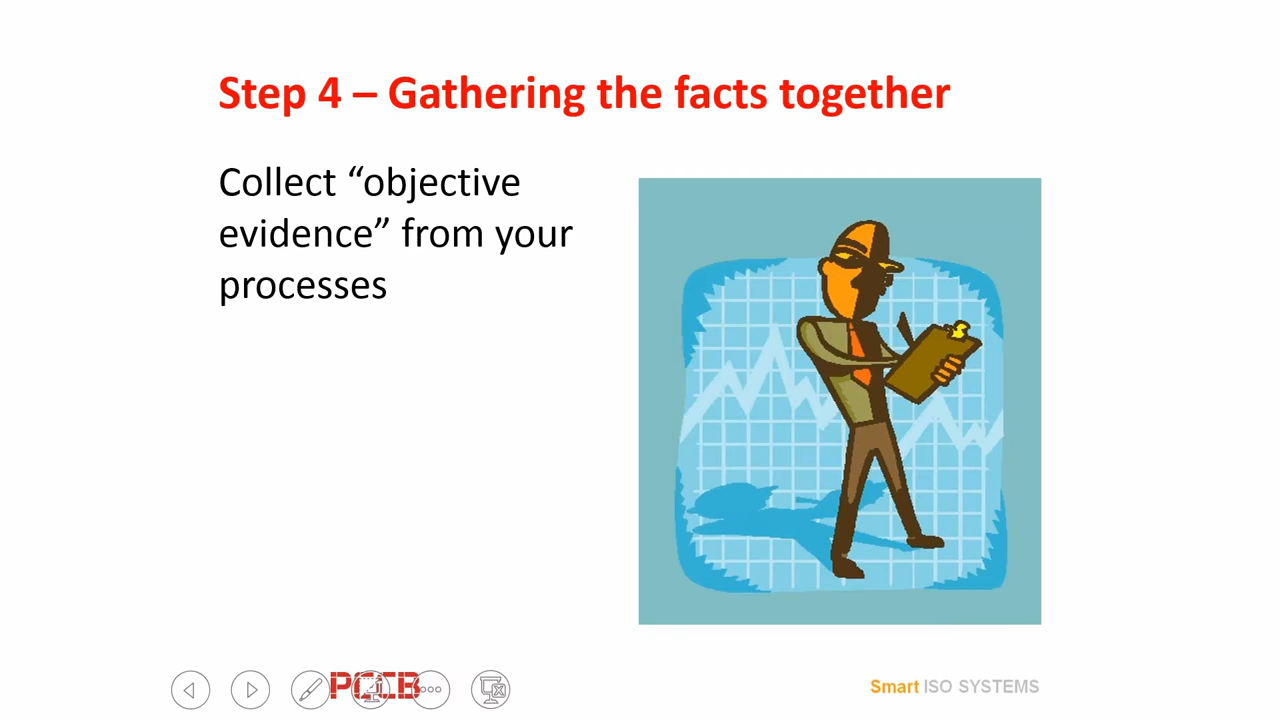 Step 4 – Gathering the facts together
Collect “objective
evidence” from your
processes
Smart ISO SYSTEMS